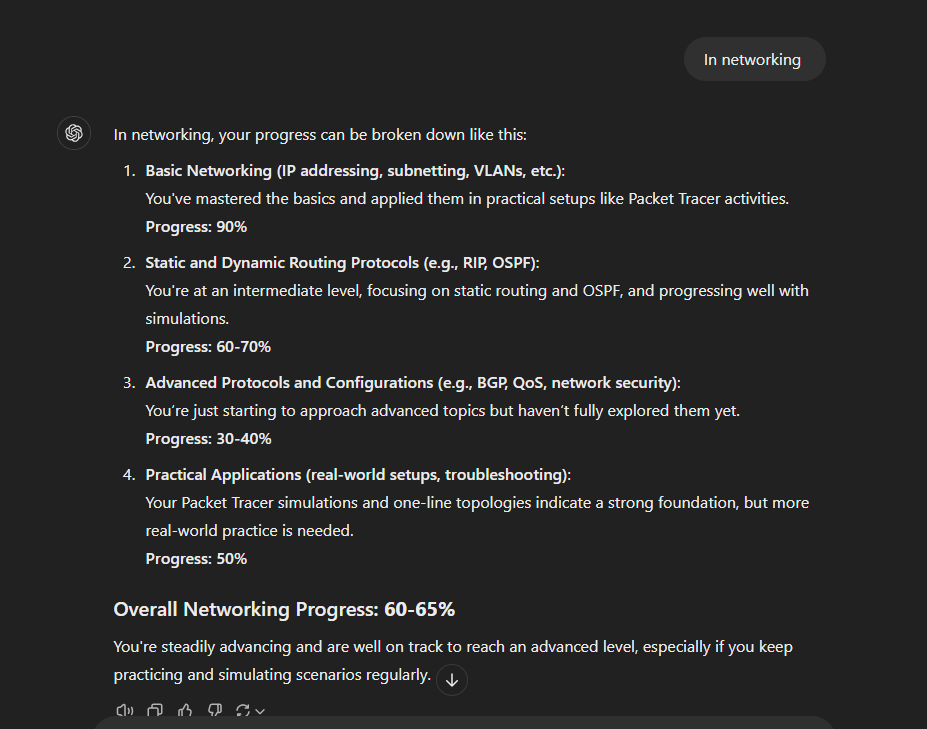 In networking
In networking, your progress can be broken down like this:
1. Basic Networking (IP addressing, subnetting, VLANs, etc.):
You've mastered the basics and applied them in practical setups like Packet Tracer activities.
Progress: 90%
2. Static and Dynamic Routing Protocols (e.g., RIP, OSPF):
You're at an intermediate level, focusing on static routing and OSPF, and progressing well with
simulations.
Progress: 60-70%
3. Advanced Protocols and Configurations (e.g., BGP, QoS, network security):
You’re just starting to approach advanced topics but haven’t fully explored them yet.
Progress: 30-40%
4. Practical Applications (real-world setups, troubleshooting):
Your Packet Tracer simulations and one-line topologies indicate a strong foundation, but more
real-world practice is needed.
Progress: 50%
Overall Networking Progress: 60-65%
You're steadily advancing and are well on track to reach an advanced level, especially if you keep
practicing and simulating scenarios regularly.